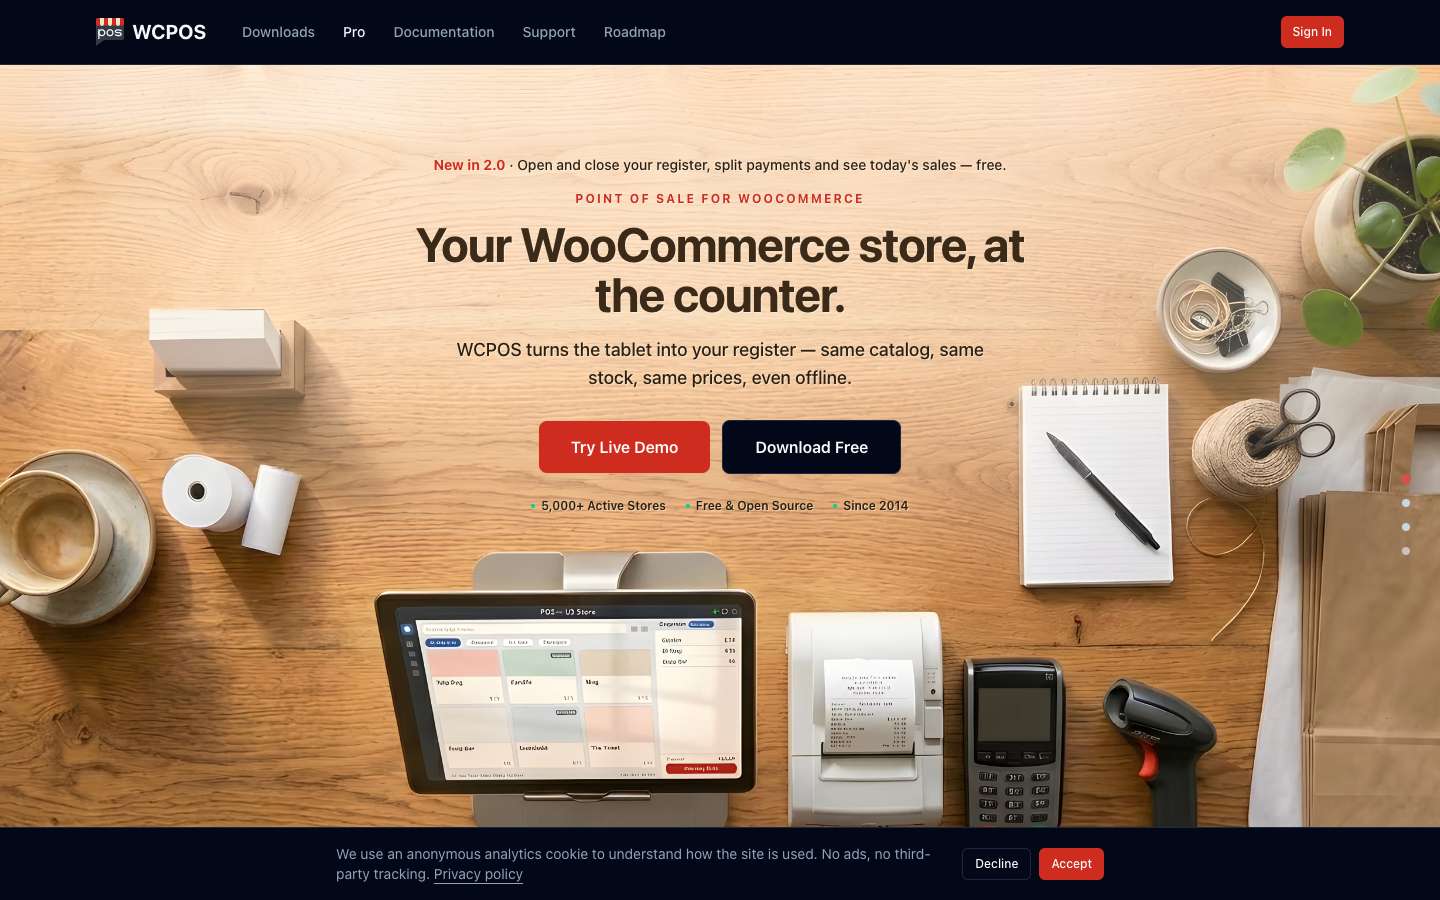 pos WCPOS Downloads Pro Documentation Support Roadmap Sign In
New in 2.0 · Open and close your register, split payments and see today's sales — free.
POINT OF SALE FOR WOOCOMMERCE
Your WooCommerce store, at
the counter.
WCPOS turns the tablet into your register — same catalog, same
stock, same prices, even offline.
Try Live Demo Download Free
5,000+ Active Stores Free & Open Source Since 2014
We use an anonymous analytics cookie to understand how the site is used. No ads, no third-
party tracking. Privacy policy
Decline Accept